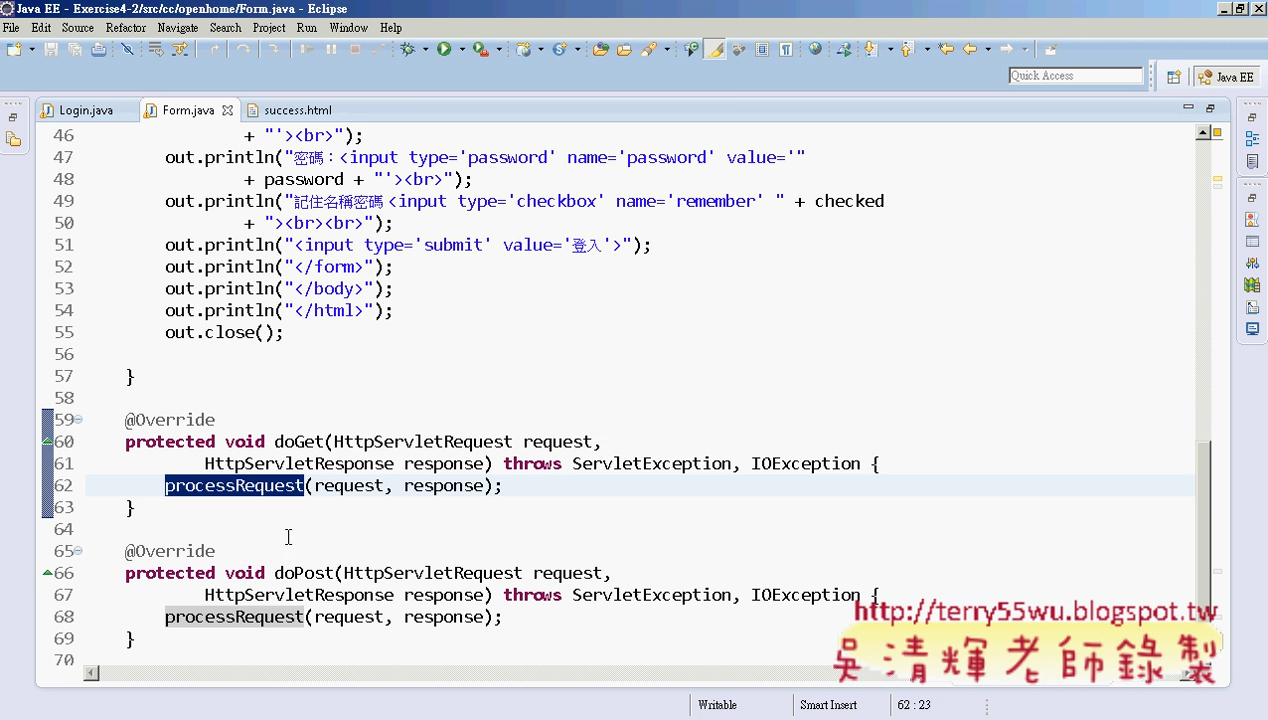 Java EE - Exercise4-2/src/cc/openhome/Form.java - Eclipse
File Edit Source Refactor Navigate Search Project Run Window Help
Quick Access
Java EE
Login.java Form.java success.html
46 + "'><br>");
47 out.println("密碼：<input type='password' name='password' value='"
48 + password + "'><br>");
49 out.println("記住名稱密碼<input type='checkbox' name='remember' " + checked
50 + "><br><br>");
51 out.println("<input type='submit' value='登入'>");
52 out.println("</form>");
53 out.println("</body>");
54 out.println("</html>");
55 out.close();
56
57 }
58
59 @Override
60 protected void doGet(HttpServletRequest request,
61 HttpServletResponse response) throws ServletException, IOException {
62 processRequest(request, response);
63 }
64
65 @Override
66 protected void doPost(HttpServletRequest request,
67 HttpServletResponse response) throws ServletException, IOException {
68 processRequest(request, response);
69 }
70
http://terry55wu.blogspot.tw
吳清輝老師錄製
Writable Smart Insert 62 : 23